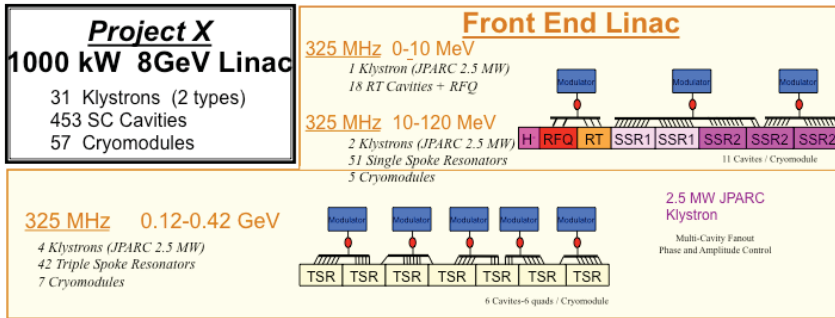 Project X
1000 kW 8GeV Linac
31 Klystrons (2 types)
453 SC Cavities
57 Cryomodules
Front End Linac
325 MHz 0-10 MeV
1 Klystron (JPARC 2.5 MW)
18 RT Cavities + RFQ
325 MHz 10-120 MeV
2 Klystrons (JPARC 2.5 MW)
51 Single Spoke Resonators
5 Cryomodules
Modulator Modulator Modulator
H- RFQ RT SSR1 SSR1 SSR2 SSR2 SSR2
11 Cavites / Cryomodule
325 MHz 0.12-0.42 GeV
4 Klystrons (JPARC 2.5 MW)
42 Triple Spoke Resonators
7 Cryomodules
Modulator Modulator Modulator Modulator Modulator
TSR TSR TSR TSR TSR TSR TSR
6 Cavites-6 quads / Cryomodule
2.5 MW JPARC
Klystron
Multi-Cavity Fanout
Phase and Amplitude Control